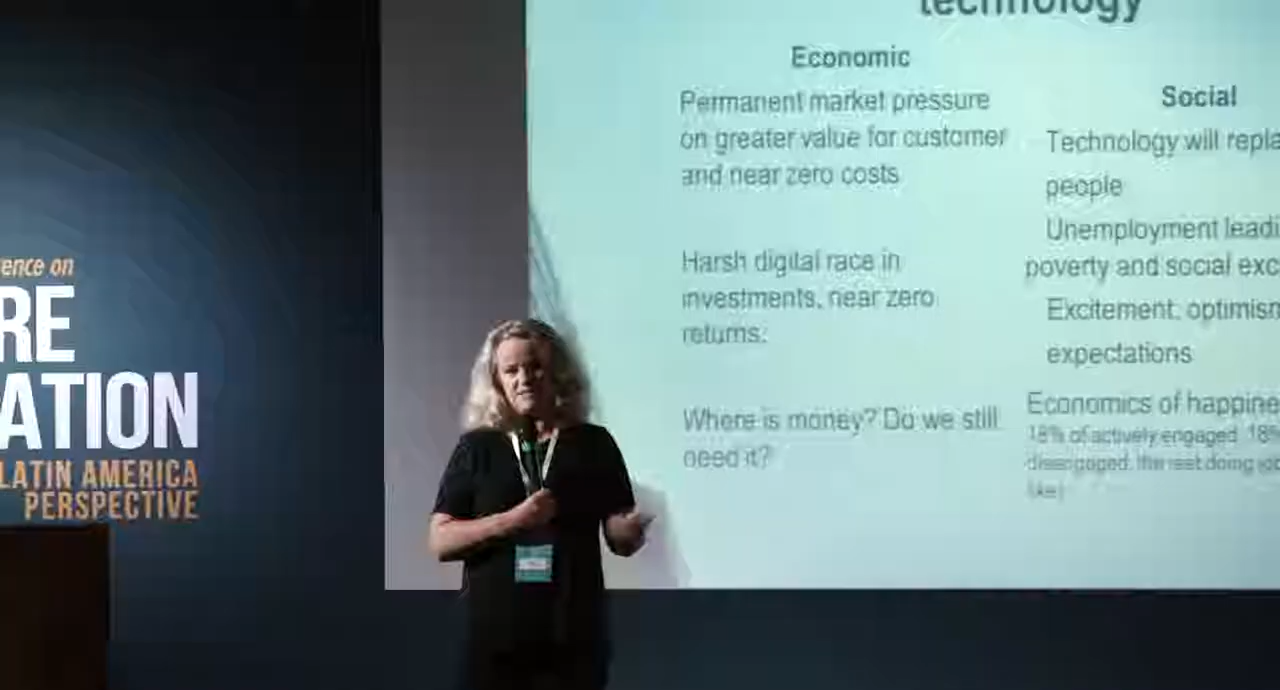 ence on
RE
ATION
LATIN AMERICA
PERSPECTIVE
technology
Economic
Permanent market pressure
on greater value for customer
and near zero costs
Harsh digital race in
investments, near zero
returns.
Where is money? Do we still
need it?
Social
Technology will repla
people
Unemployment leadi
poverty and social exc
Excitement, optimism
expectations
Economics of happine
18% of actively engaged, 18%
disengaged, the rest doing job
like)